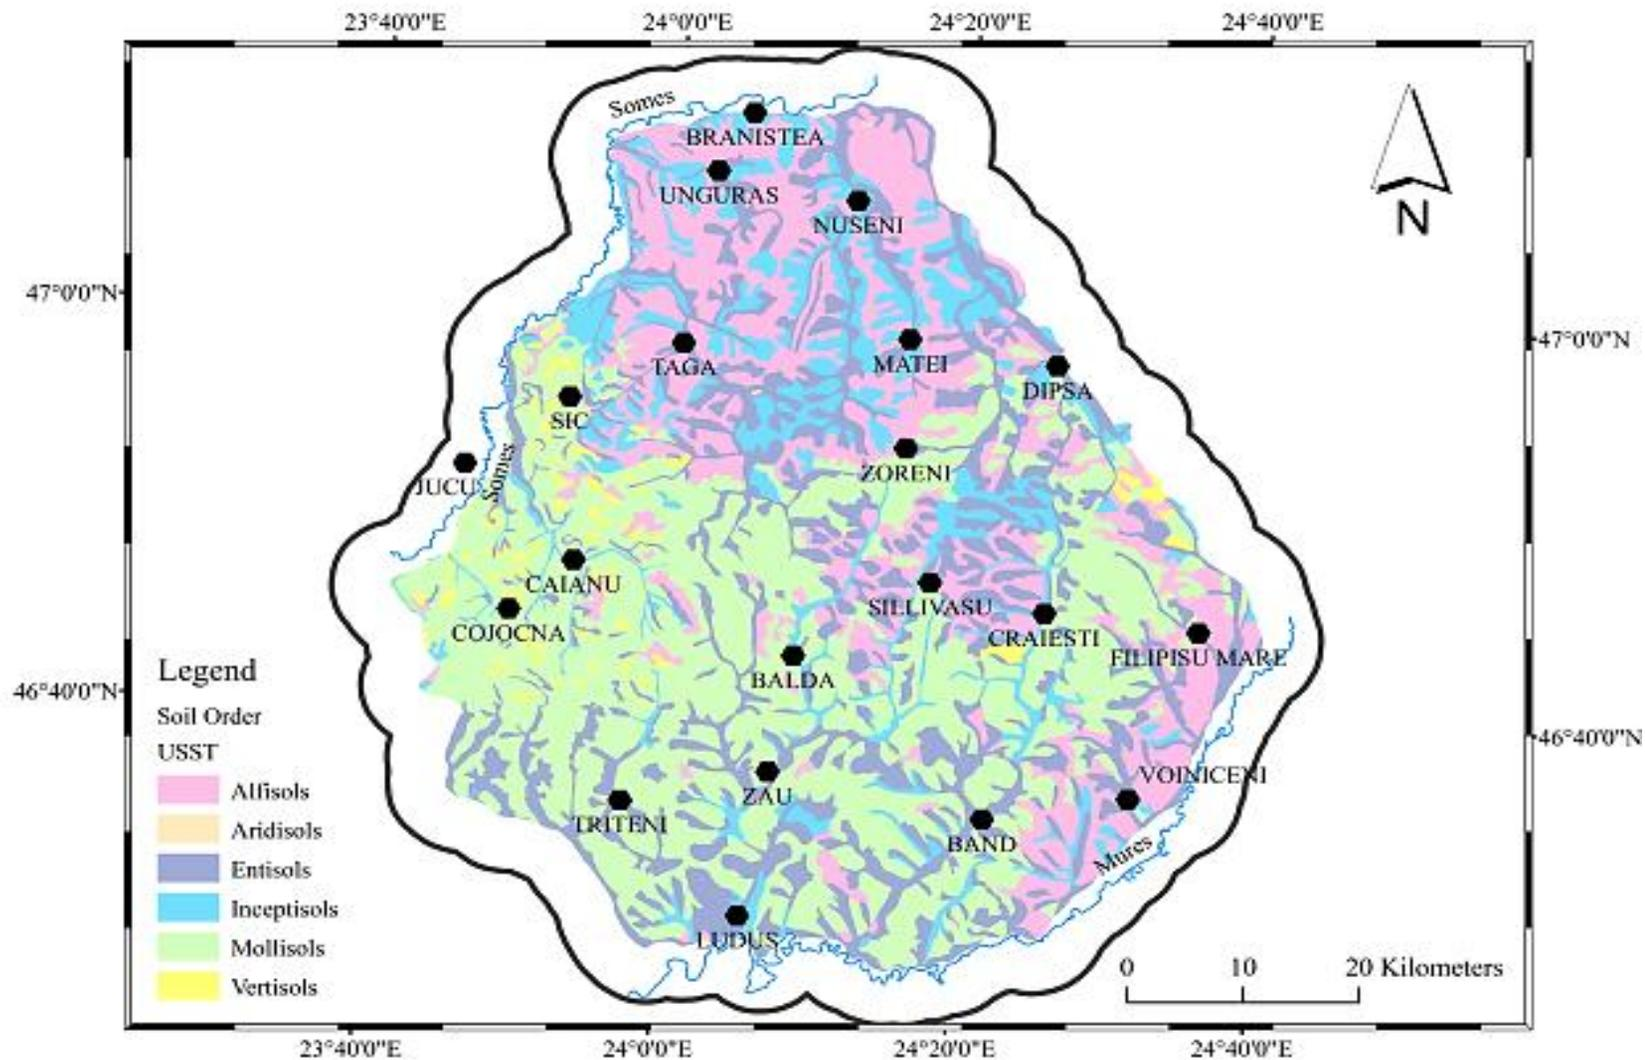 23°40'0"E
24°0'0"E
24°20'0"E
24°40'0"E
Somes
BRANISTEA
UNGURAS
NUSENI
N
47°0'0"N
47°0'0"N
TAGA
MATEI
DIPSA
SIC
Somes
JUCU
ZORENI
CAIANU
SILLIVASU
COJOCNA
CRAIESTI
FILIPISU MARE
BALDA
46°40'0"N
46°40'0"N
VOINICENI
ZAU
TRITENI
BAND
Mures
LUDUS
Legend
Soil Order
USST
Alfisols
Aridisols
Entisols
Inceptisols
Mollisols
Vertisols
0 10 20 Kilometers
23°40'0"E
24°0'0"E
24°20'0"E
24°40'0"E